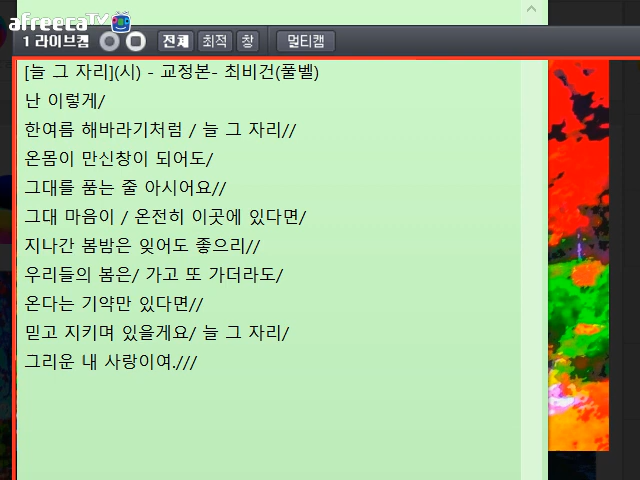 afreecaTV
1 라이브캠 전체 최적 창 멀티캠
[늘 그 자리](시) - 교정본- 최비건(풀벨)
난 이렇게/
한여름 해바라기처럼 / 늘 그 자리//
온몸이 만신창이 되어도/
그대를 품는 줄 아시어요//
그대 마음이 / 온전히 이곳에 있다면/
지나간 봄밤은 잊어도 좋으리//
우리들의 봄은/ 가고 또 가더라도/
온다는 기약만 있다면//
믿고 지키며 있을게요/ 늘 그 자리/
그리운 내 사랑이여.///